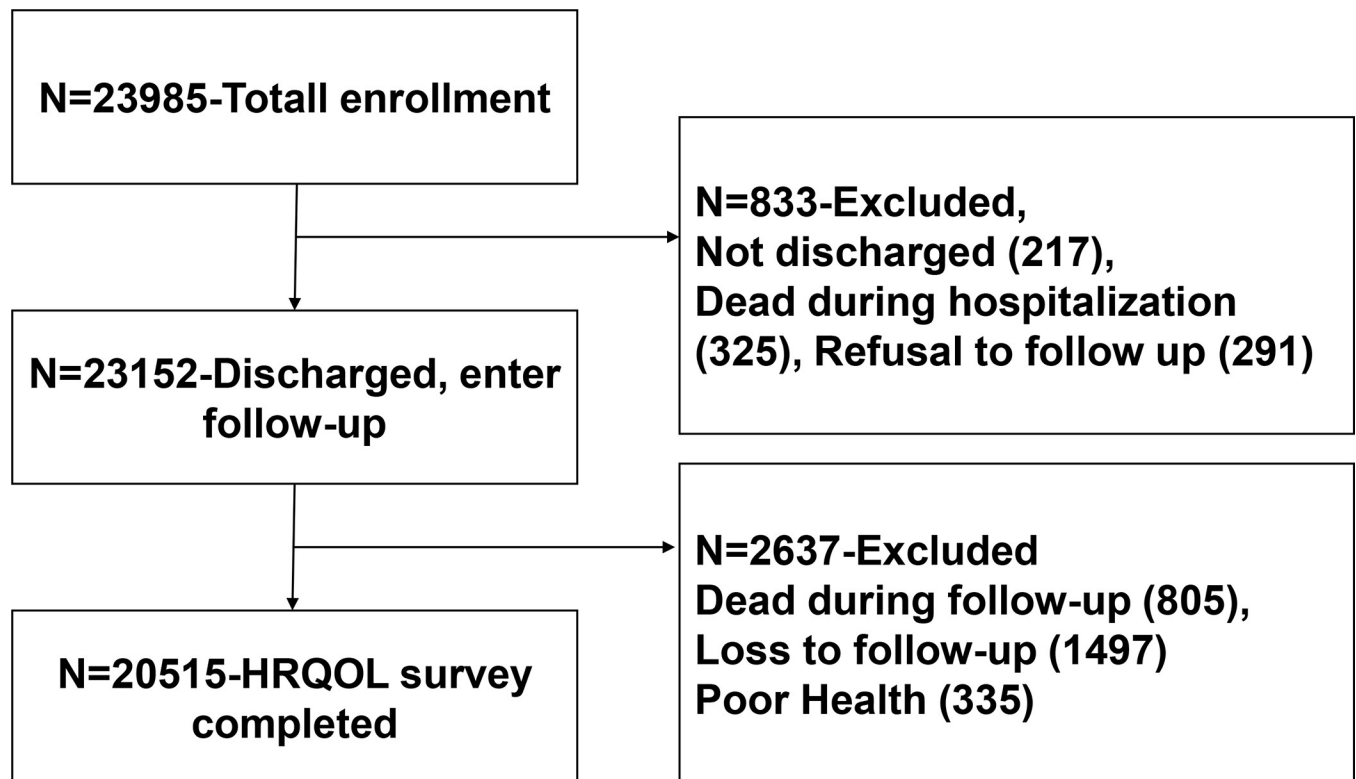 N=23985-Totall enrollment
N=833-Excluded,
Not discharged (217),
Dead during hospitalization
(325), Refusal to follow up (291)
N=23152-Discharged, enter
follow-up
N=2637-Excluded
Dead during follow-up (805),
Loss to follow-up (1497)
Poor Health (335)
N=20515-HRQOL survey
completed